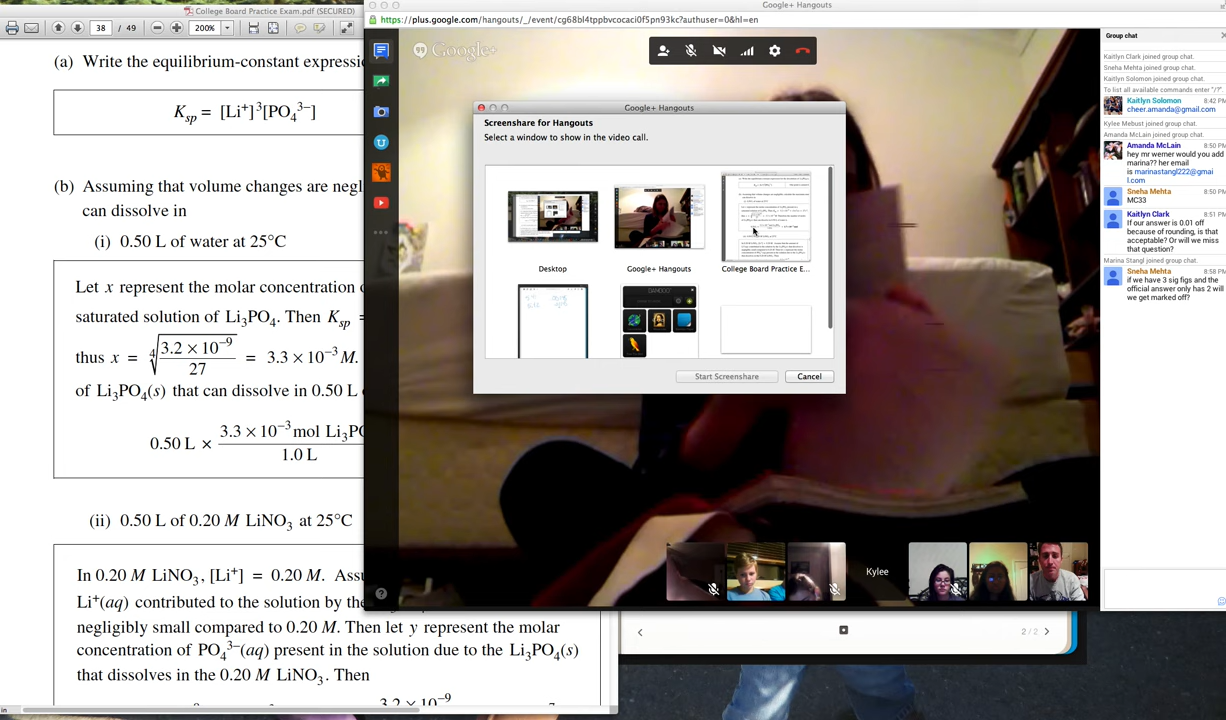 College Board Practice Exam.pdf (SECURED)
38 / 49
200%
(a) Write the equilibrium-constant expressi
Ksp = [Li⁺]³[PO₄³⁻]
(b) Assuming that volume changes are negl
can dissolve in
(i) 0.50 L of water at 25°C
Let x represent the molar concentration o
saturated solution of Li₃PO₄. Then Ksp =
thus x = ⁴√(3.2 × 10⁻⁹ / 27) = 3.3 × 10⁻³ M.
of Li₃PO₄(s) that can dissolve in 0.50 L
0.50 L × 3.3 × 10⁻³ mol Li₃PO
1.0 L
(ii) 0.50 L of 0.20 M LiNO₃ at 25°C
In 0.20 M LiNO₃, [Li⁺] = 0.20 M. Assu
Li⁺(aq) contributed to the solution by the
negligibly small compared to 0.20 M. Then let y represent the molar
concentration of PO₄³⁻(aq) present in the solution due to the Li₃PO₄(s)
that dissolves in the 0.20 M LiNO₃. Then
3.2 × 10⁻⁹
in
Google+ Hangouts
https://plus.google.com/hangouts/_/event/cg68bl4tppbvcocaci0f5pn93kc?authuser=0&hl=en
Google+
Google+ Hangouts
Screenshare for Hangouts
Select a window to show in the video call.
Desktop
Google+ Hangouts
College Board Practice E...
Start Screenshare
Cancel
Kylee
2 / 2
Group chat
Kaitlyn Clark joined group chat.
Sneha Mehta joined group chat.
Kaitlyn Solomon joined group chat.
To list all available commands enter "/?"
Kaitlyn Solomon 8:42 PM
cheer.amanda@gmail.com
Kylee Mebust joined group chat.
Amanda McLain joined group chat.
Amanda McLain 8:50 PM
hey mr werner would you add
marina?? her email
is marinastangl222@gmai
l.com
Sneha Mehta 8:50 PM
MC33
Kaitlyn Clark 8:51 PM
If our answer is 0.01 off
because of rounding, is that
acceptable? Or will we miss
that question?
Marina Stangl joined group chat.
Sneha Mehta 8:58 PM
if we have 3 sig figs and the
official answer only has 2 will
we get marked off?